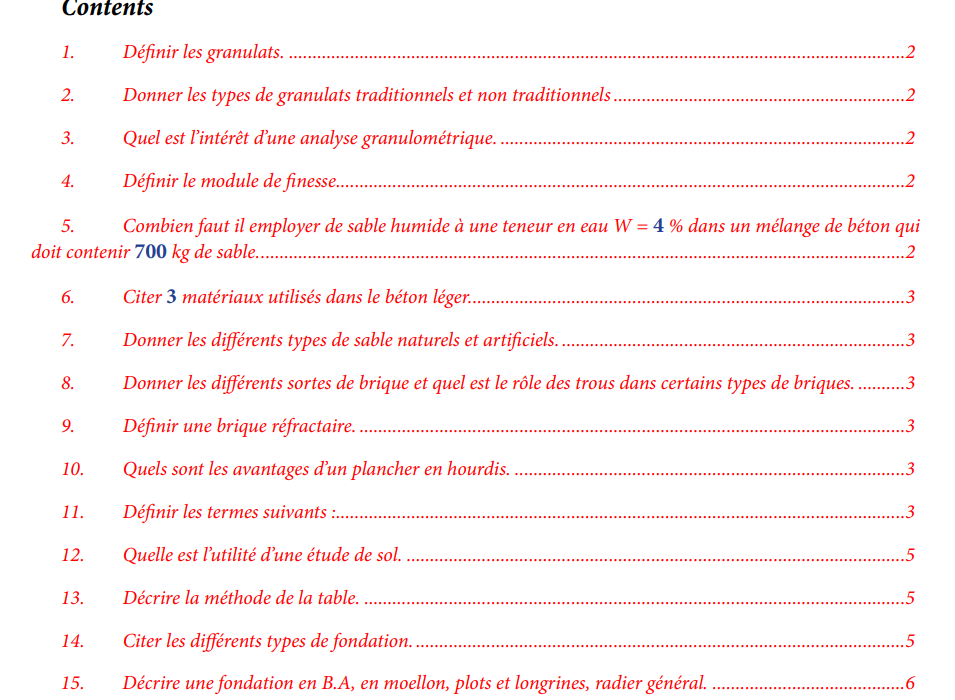 Contents
1. Définir les granulats. ........................................................................................................................2
2. Donner les types de granulats traditionnels et non traditionnels .........................................................2
3. Quel est l'intérêt d'une analyse granulométrique. ...............................................................................2
4. Définir le module de finesse..............................................................................................................2
5. Combien faut il employer de sable humide à une teneur en eau W = 4 % dans un mélange de béton qui
doit contenir 700 kg de sable..............................................................................................................2
6. Citer 3 matériaux utilisés dans le béton léger.....................................................................................3
7. Donner les différents types de sable naturels et artificiels. ..................................................................3
8. Donner les différents sortes de brique et quel est le rôle des trous dans certains types de briques. ..........3
9. Définir une brique réfractaire. ..........................................................................................................3
10. Quels sont les avantages d'un plancher en hourdis. ............................................................................3
11. Définir les termes suivants :..............................................................................................................3
12. Quelle est l'utilité d'une étude de sol. ................................................................................................5
13. Décrire la méthode de la table. .........................................................................................................5
14. Citer les différents types de fondation. ...............................................................................................5
15. Décrire une fondation en B.A, en moellon, plots et longrines, radier général. ......................................6